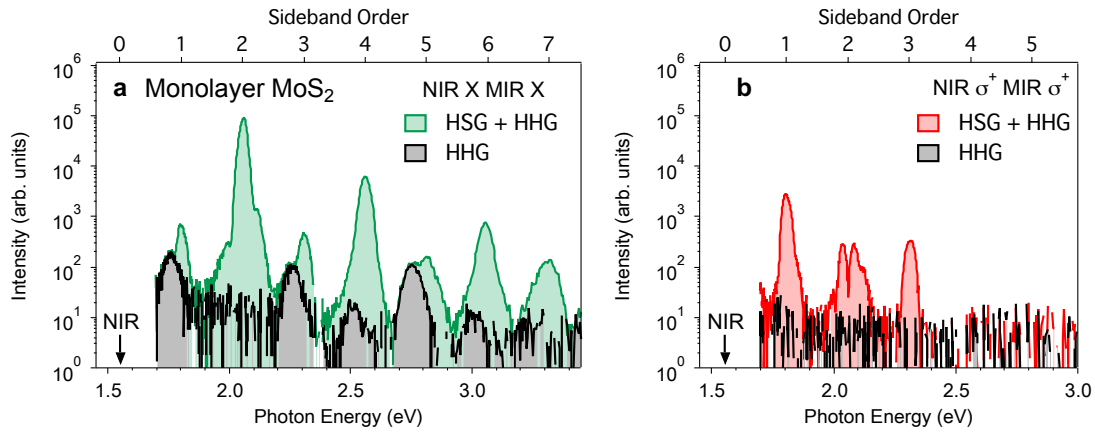 Sideband Order
0 1 2 3 4 5 6 7
10^6
10^5
10^4
10^3
10^2
10^1
10^0
Intensity (arb. units)
a Monolayer MoS₂
NIR X MIR X
HSG + HHG
HHG
NIR
1.5 2.0 2.5 3.0
Photon Energy (eV)
Sideband Order
0 1 2 3 4 5
10^6
10^5
10^4
10^3
10^2
10^1
10^0
Intensity (arb. units)
b
NIR σ⁺ MIR σ⁺
HSG + HHG
HHG
NIR
1.5 2.0 2.5 3.0
Photon Energy (eV)